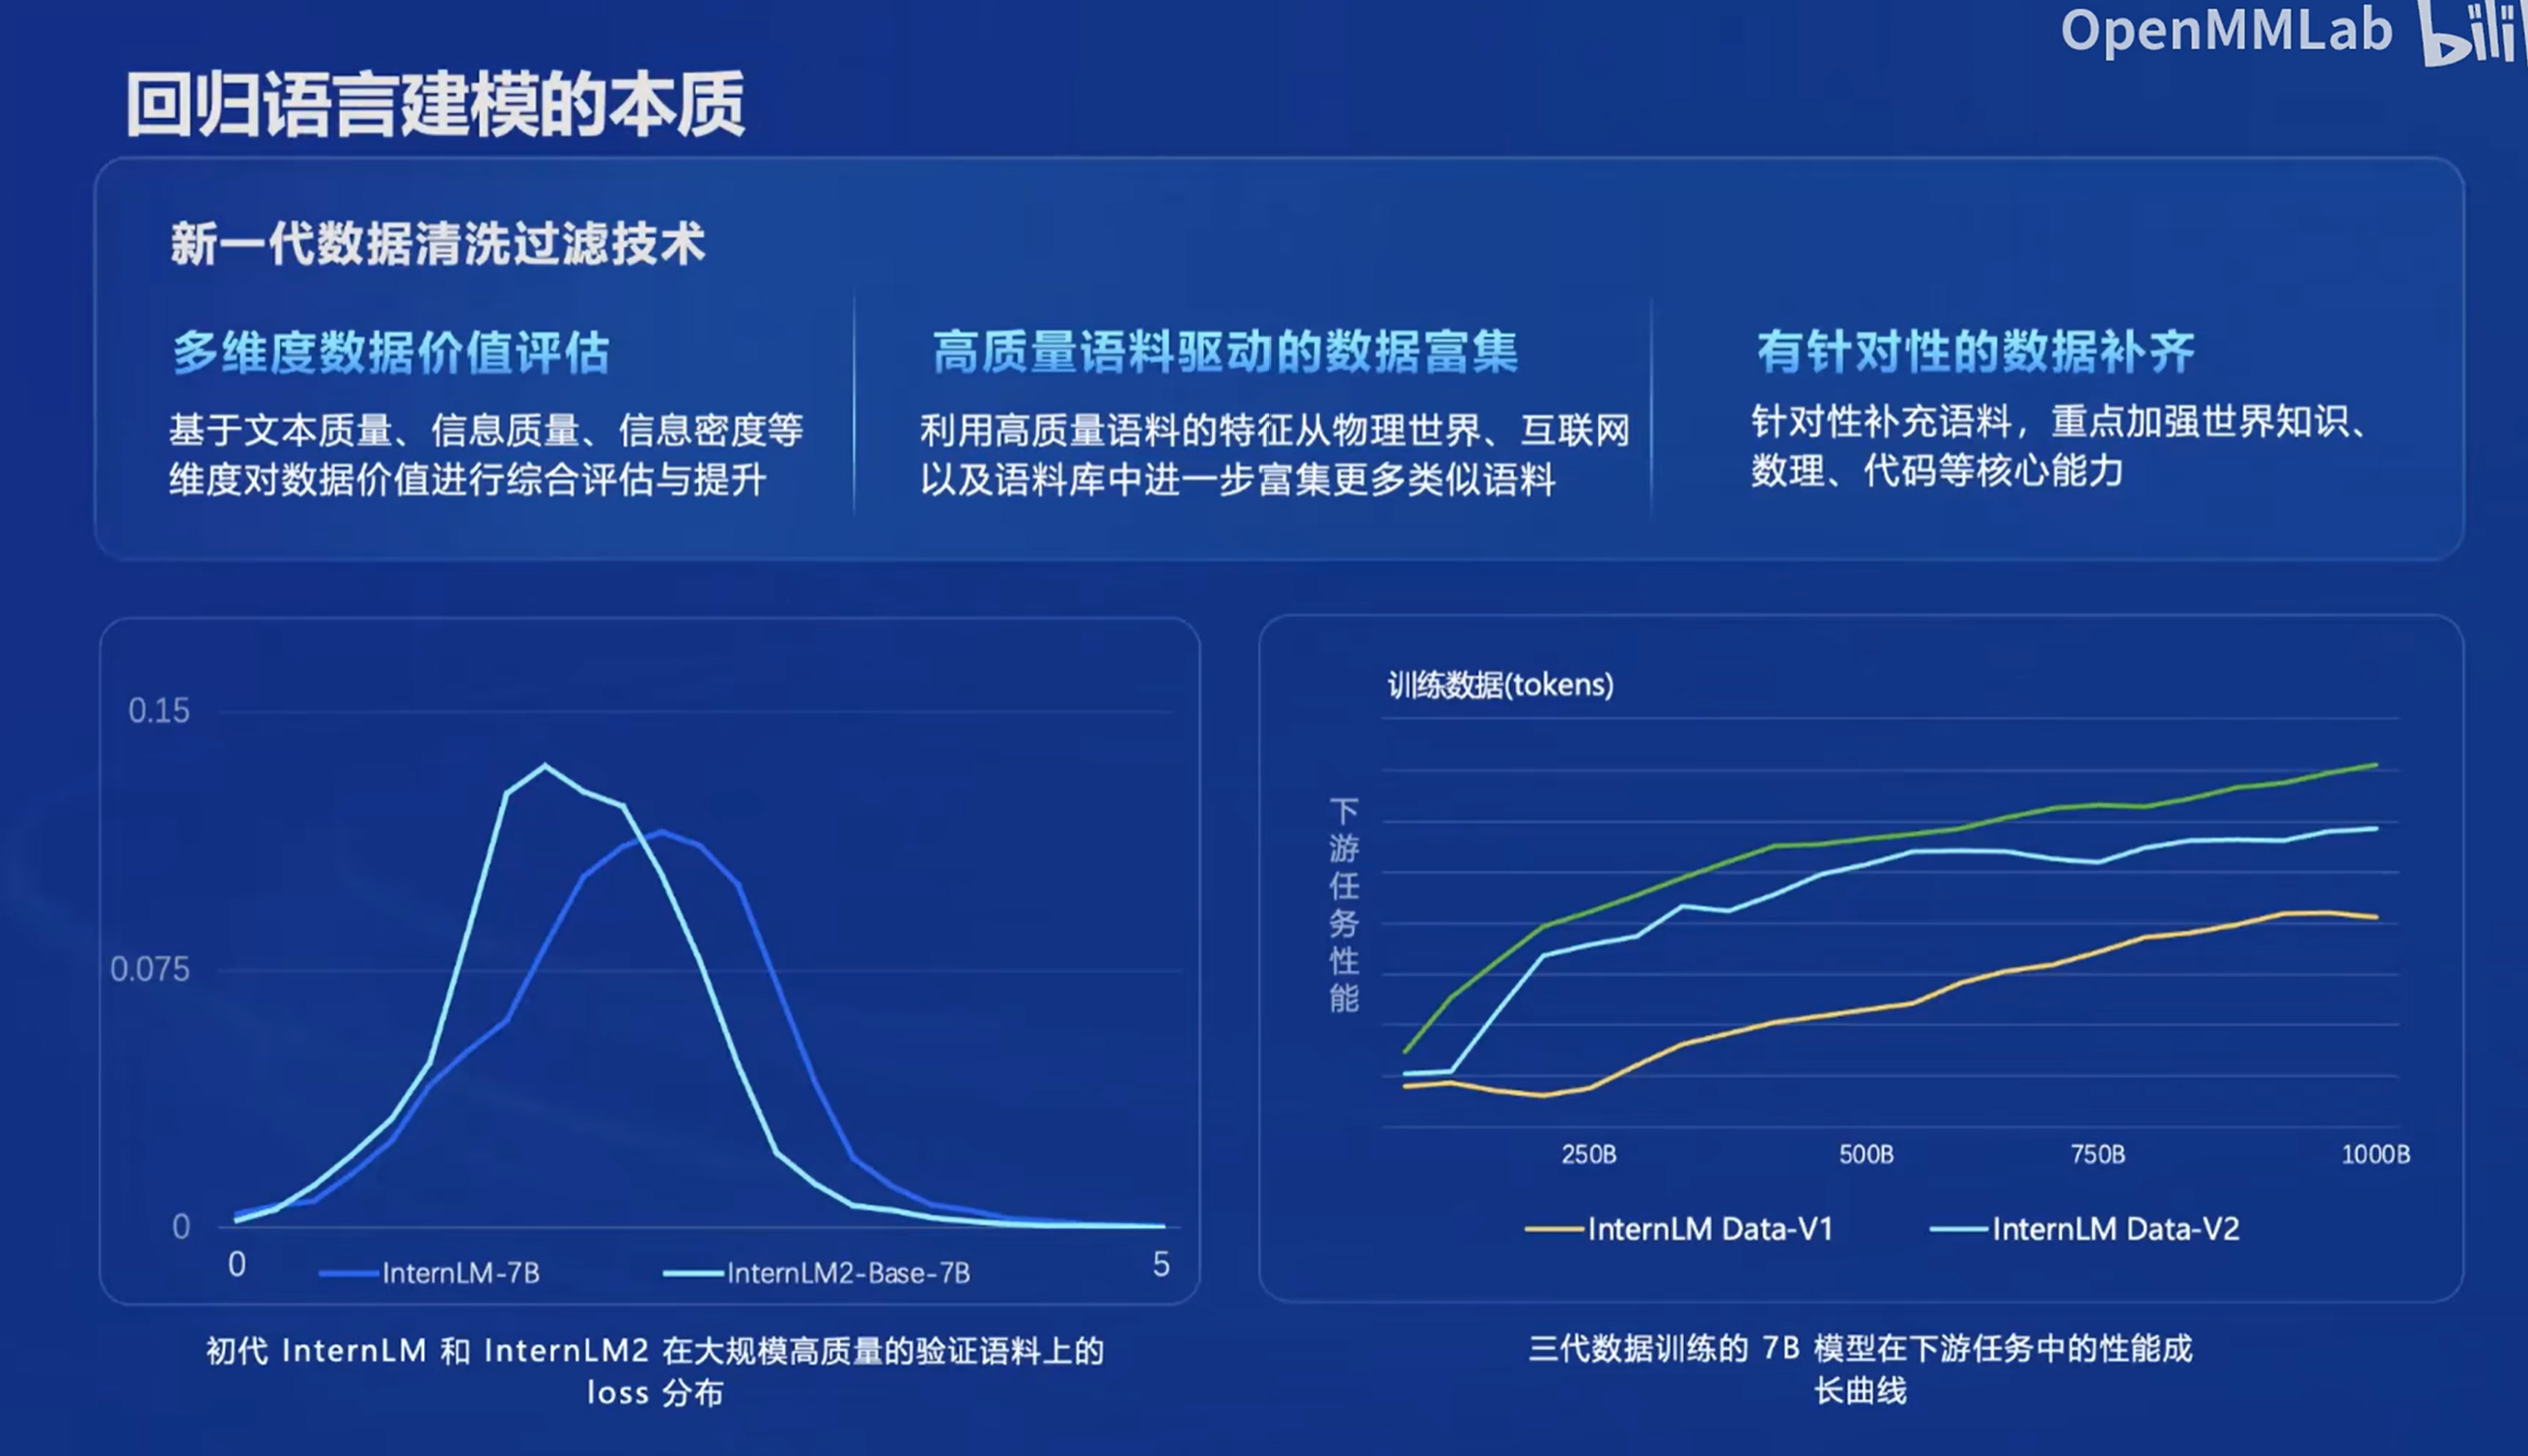 OpenMMLab bili
回归语言建模的本质
新一代数据清洗过滤技术
多维度数据价值评估
基于文本质量、信息质量、信息密度等
维度对数据价值进行综合评估与提升
高质量语料驱动的数据富集
利用高质量语料的特征从物理世界、互联网
以及语料库中进一步富集更多类似语料
有针对性的数据补齐
针对性补充语料，重点加强世界知识、
数理、代码等核心能力
0.15
0.075
0
0
5
InternLM-7B
InternLM2-Base-7B
初代 InternLM 和 InternLM2 在大规模高质量的验证语料上的
loss 分布
训练数据(tokens)
下游任务性能
250B
500B
750B
1000B
InternLM Data-V1
InternLM Data-V2
三代数据训练的 7B 模型在下游任务中的性能成
长曲线